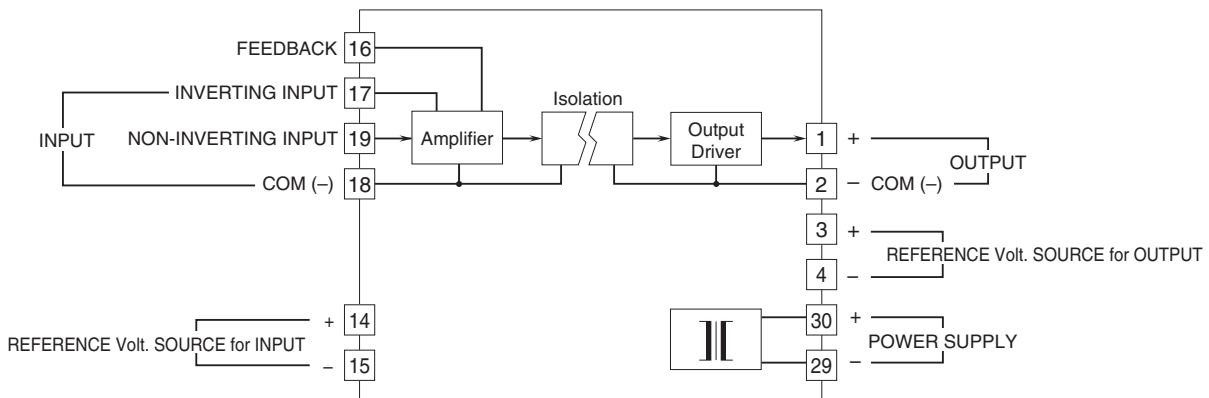 FEEDBACK 16
INVERTING INPUT 17
Isolation
INPUT
NON-INVERTING INPUT 19
Amplifier
Output
Driver
1 +
OUTPUT
COM (–) 18
2 – COM (–)
3 +
REFERENCE Volt. SOURCE for OUTPUT
4 –
+ 14
REFERENCE Volt. SOURCE for INPUT
– 15
30 +
POWER SUPPLY
29 –